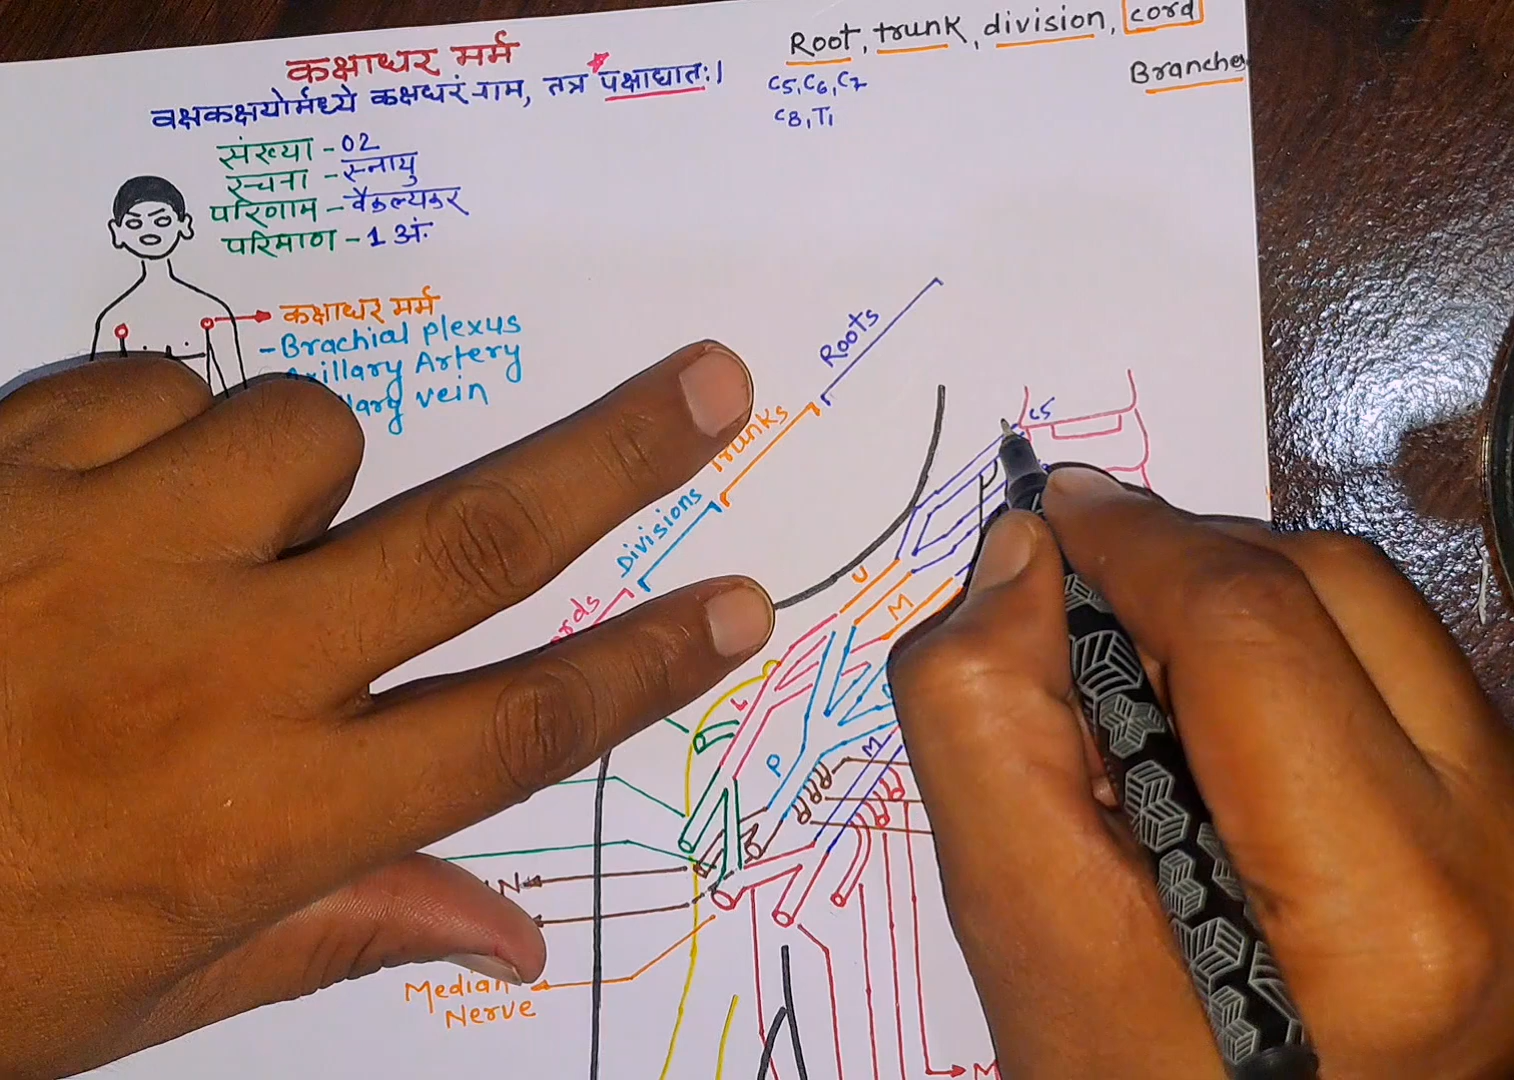 कक्षाधर मर्म
वक्षकक्षयोर्मध्ये कक्षधरं नाम, तत्र पक्षाघातः।
संख्या - 02
रचना - स्नायु
परिणाम - वैकल्यकर
परिमाण - 1 अं.
कक्षाधर मर्म
- Brachial plexus
Axillary Artery
vein
Root, trunk, division, cord
Branches
C5, C6, C7
C8, T1
Roots
Trunks
Divisions
C5
U
M
L
P
M
N
Median
Nerve
M